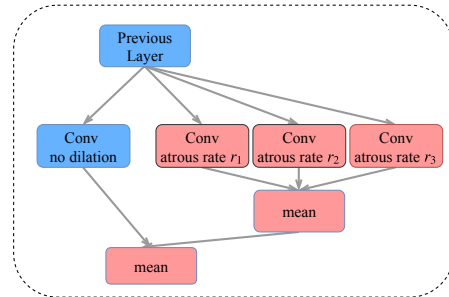 Previous
Layer
Conv
no dilation
Conv
atrous rate r₁
Conv
atrous rate r₂
Conv
atrous rate r₃
mean
mean